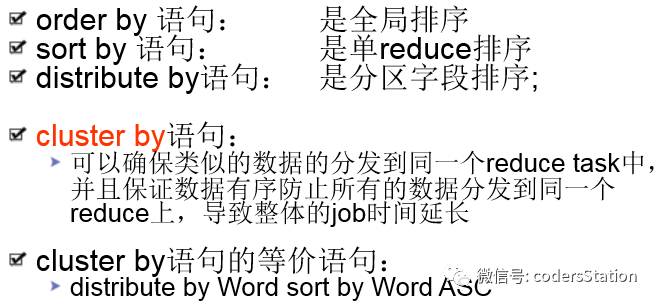 order by 语句： 是全局排序
sort by 语句： 是单reduce排序
distribute by语句： 是分区字段排序;
cluster by语句：
可以确保类似的数据的分发到同一个reduce task中，
并且保证数据有序防止所有的数据分发到同一个
reduce上，导致整体的job时间延长
cluster by语句的等价语句：
distribute by Word sort by Word ASC
微信号: codersStation